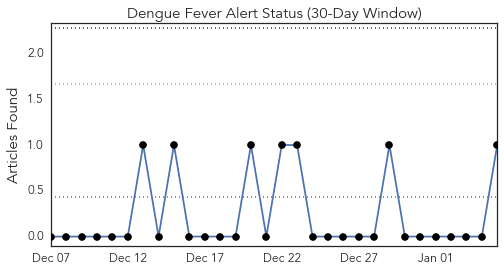 Dengue Fever Alert Status (30-Day Window)
Articles Found
2.0
1.5
1.0
0.5
0.0
Dec 07 Dec 12 Dec 17 Dec 22 Dec 27 Jan 01